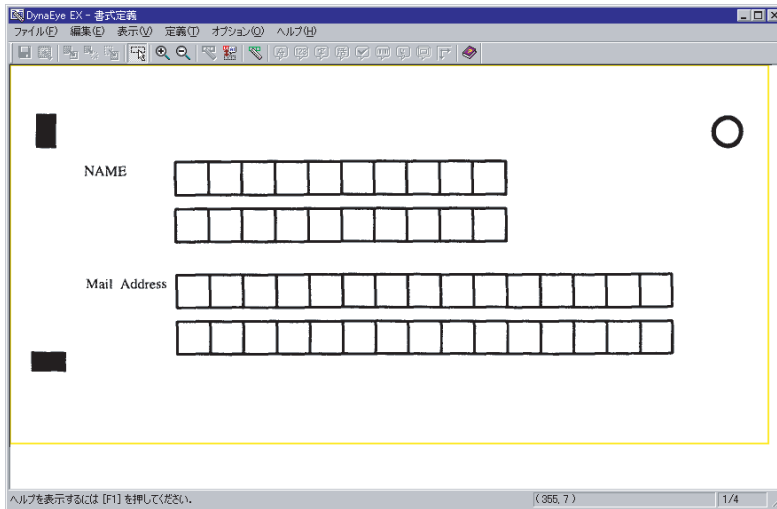 DynaEye EX - 書式定義
ファイル(F) 編集(E) 表示(V) 定義(T) オプション(O) ヘルプ(H)
NAME
Mail Address
ヘルプを表示するには [F1] を押してください。 (355, 7) 1/4